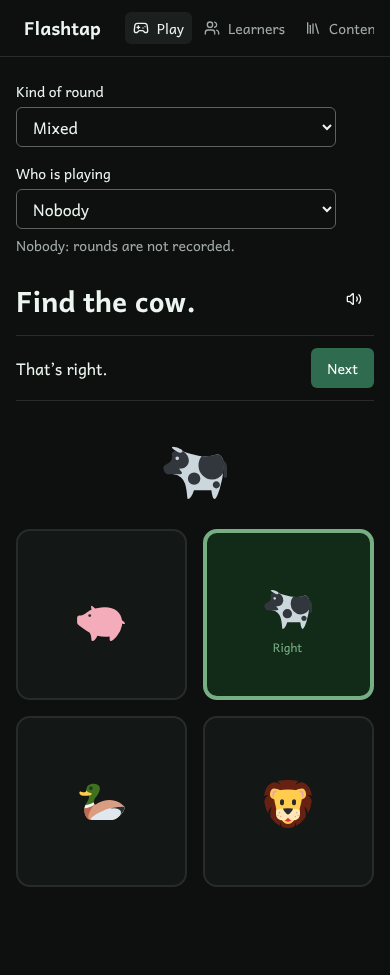 Flashtap Play Learners Conten
Kind of round
Mixed
Who is playing
Nobody
Nobody: rounds are not recorded.
Find the cow.
That's right. Next
Right